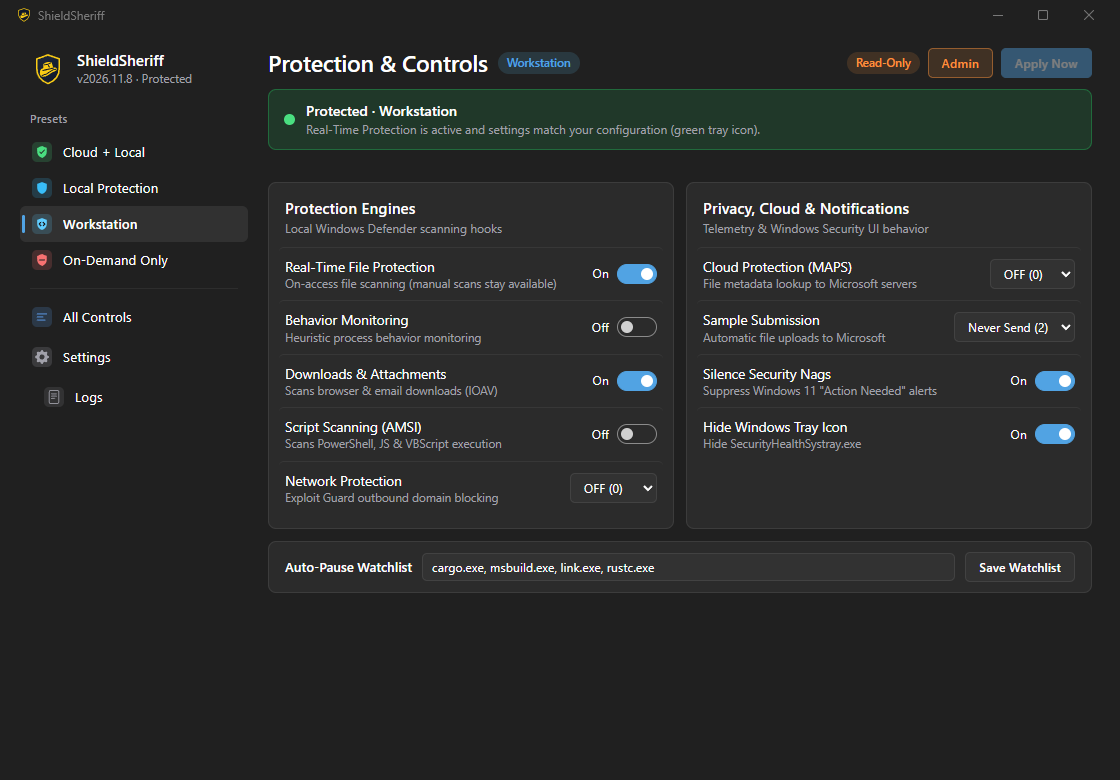 ShieldSheriff
ShieldSheriff
v2026.11.8 · Protected
Presets
Cloud + Local
Local Protection
Workstation
On-Demand Only
All Controls
Settings
Logs
Protection & Controls
Workstation
Read-Only
Admin
Apply Now
Protected · Workstation
Real-Time Protection is active and settings match your configuration (green tray icon).
Protection Engines
Local Windows Defender scanning hooks
Real-Time File Protection
On-access file scanning (manual scans stay available)
On
Behavior Monitoring
Heuristic process behavior monitoring
Off
Downloads & Attachments
Scans browser & email downloads (IOAV)
On
Script Scanning (AMSI)
Scans PowerShell, JS & VBScript execution
Off
Network Protection
Exploit Guard outbound domain blocking
OFF (0)
Privacy, Cloud & Notifications
Telemetry & Windows Security UI behavior
Cloud Protection (MAPS)
File metadata lookup to Microsoft servers
OFF (0)
Sample Submission
Automatic file uploads to Microsoft
Never Send (2)
Silence Security Nags
Suppress Windows 11 "Action Needed" alerts
On
Hide Windows Tray Icon
Hide SecurityHealthSystray.exe
On
Auto-Pause Watchlist
cargo.exe, msbuild.exe, link.exe, rustc.exe
Save Watchlist